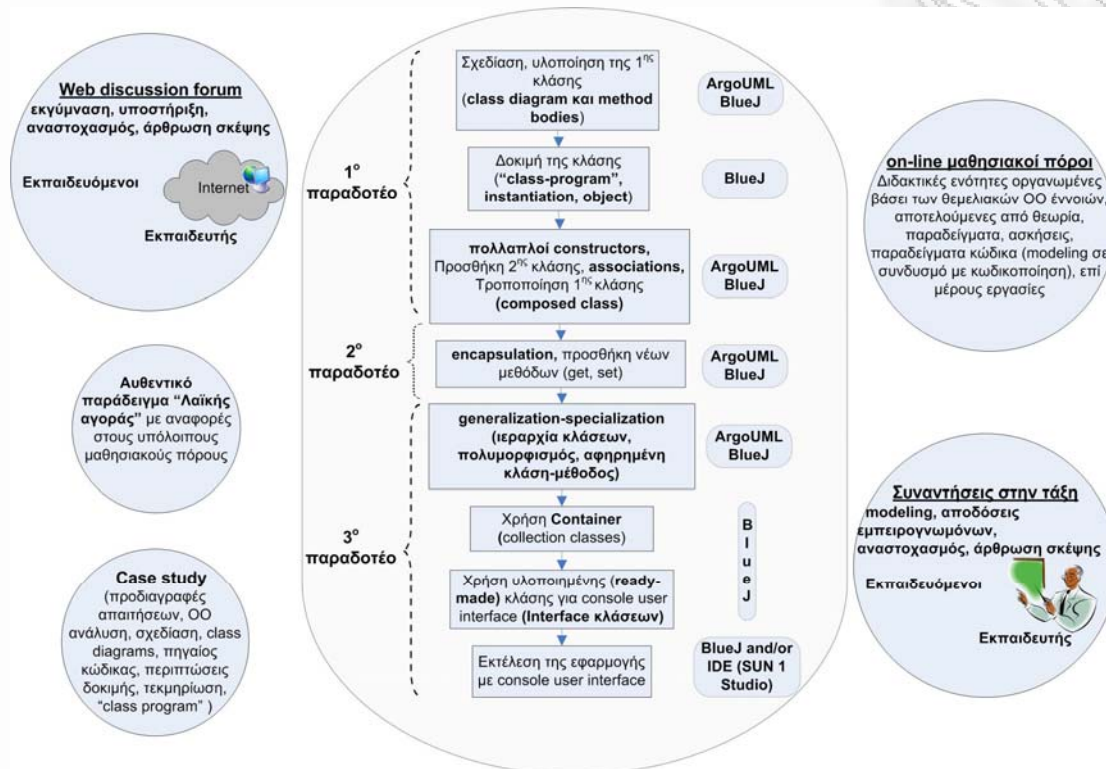 Web discussion forum
εκγύμναση, υποστήριξη,
αναστοχασμός, άρθρωση σκέψης
Εκπαιδευόμενοι
Internet
Εκπαιδευτής
Αυθεντικό
παράδειγμα “Λαϊκής
αγοράς” με αναφορές
στους υπόλοιπους
μαθησιακούς πόρους
Case study
(προδιαγραφές
απαιτήσεων, ΟΟ
ανάλυση, σχεδίαση, class
diagrams, πηγαίος
κώδικας, περιπτώσεις
δοκιμής, τεκμηρίωση,
“class program” )
1ο
παραδοτέο
2ο
παραδοτέο
3ο
παραδοτέο
Σχεδίαση, υλοποίηση της 1ης
κλάσης
(class diagram και method
bodies)
ArgoUML
BlueJ
Δοκιμή της κλάσης
(“class-program”,
instantiation, object)
BlueJ
πολλαπλοί constructors,
Προσθήκη 2ης κλάσης, associations,
Τροποποίηση 1ης κλάσης
(composed class)
ArgoUML
BlueJ
encapsulation, προσθήκη νέων
μεθόδων (get, set)
ArgoUML
BlueJ
generalization-specialization
(ιεραρχία κλάσεων,
πολυμορφισμός, αφηρημένη
κλάση-μέθοδος)
ArgoUML
BlueJ
Χρήση Container
(collection classes)
BlueJ
Χρήση υλοποιημένης (ready-
made) κλάσης για console user
interface (Interface κλάσεων)
Εκτέλεση της εφαρμογής
με console user interface
BlueJ and/or
IDE (SUN 1
Studio)
on-line μαθησιακοί πόροι
Διδακτικές ενότητες οργανωμένες
βάσει των θεμελιακών ΟΟ έννοιών,
αποτελούμενες από θεωρία,
παραδείγματα, ασκήσεις,
παραδείγματα κώδικα (modeling σε
συνδυσμό με κωδικοποίηση), επί
μέρους εργασίες
Συναντήσεις στην τάξη
modeling, αποδόσεις
εμπειρογνωμόνων,
αναστοχασμός, άρθρωση σκέψης
Εκπαιδευόμενοι
Εκπαιδευτής